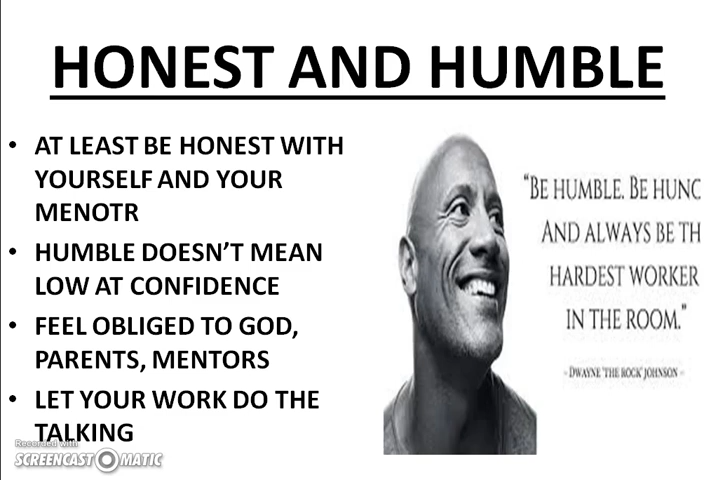 HONEST AND HUMBLE
• AT LEAST BE HONEST WITH
YOURSELF AND YOUR
MENOTR
• HUMBLE DOESN'T MEAN
LOW AT CONFIDENCE
• FEEL OBLIGED TO GOD,
PARENTS, MENTORS
• LET YOUR WORK DO THE
TALKING
"BE HUMBLE. BE HUNG
AND ALWAYS BE TH
HARDEST WORKER
IN THE ROOM."
- DWAYNE 'THE ROCK' JOHNSON -
Recorded with
SCREENCAST-O-MATIC